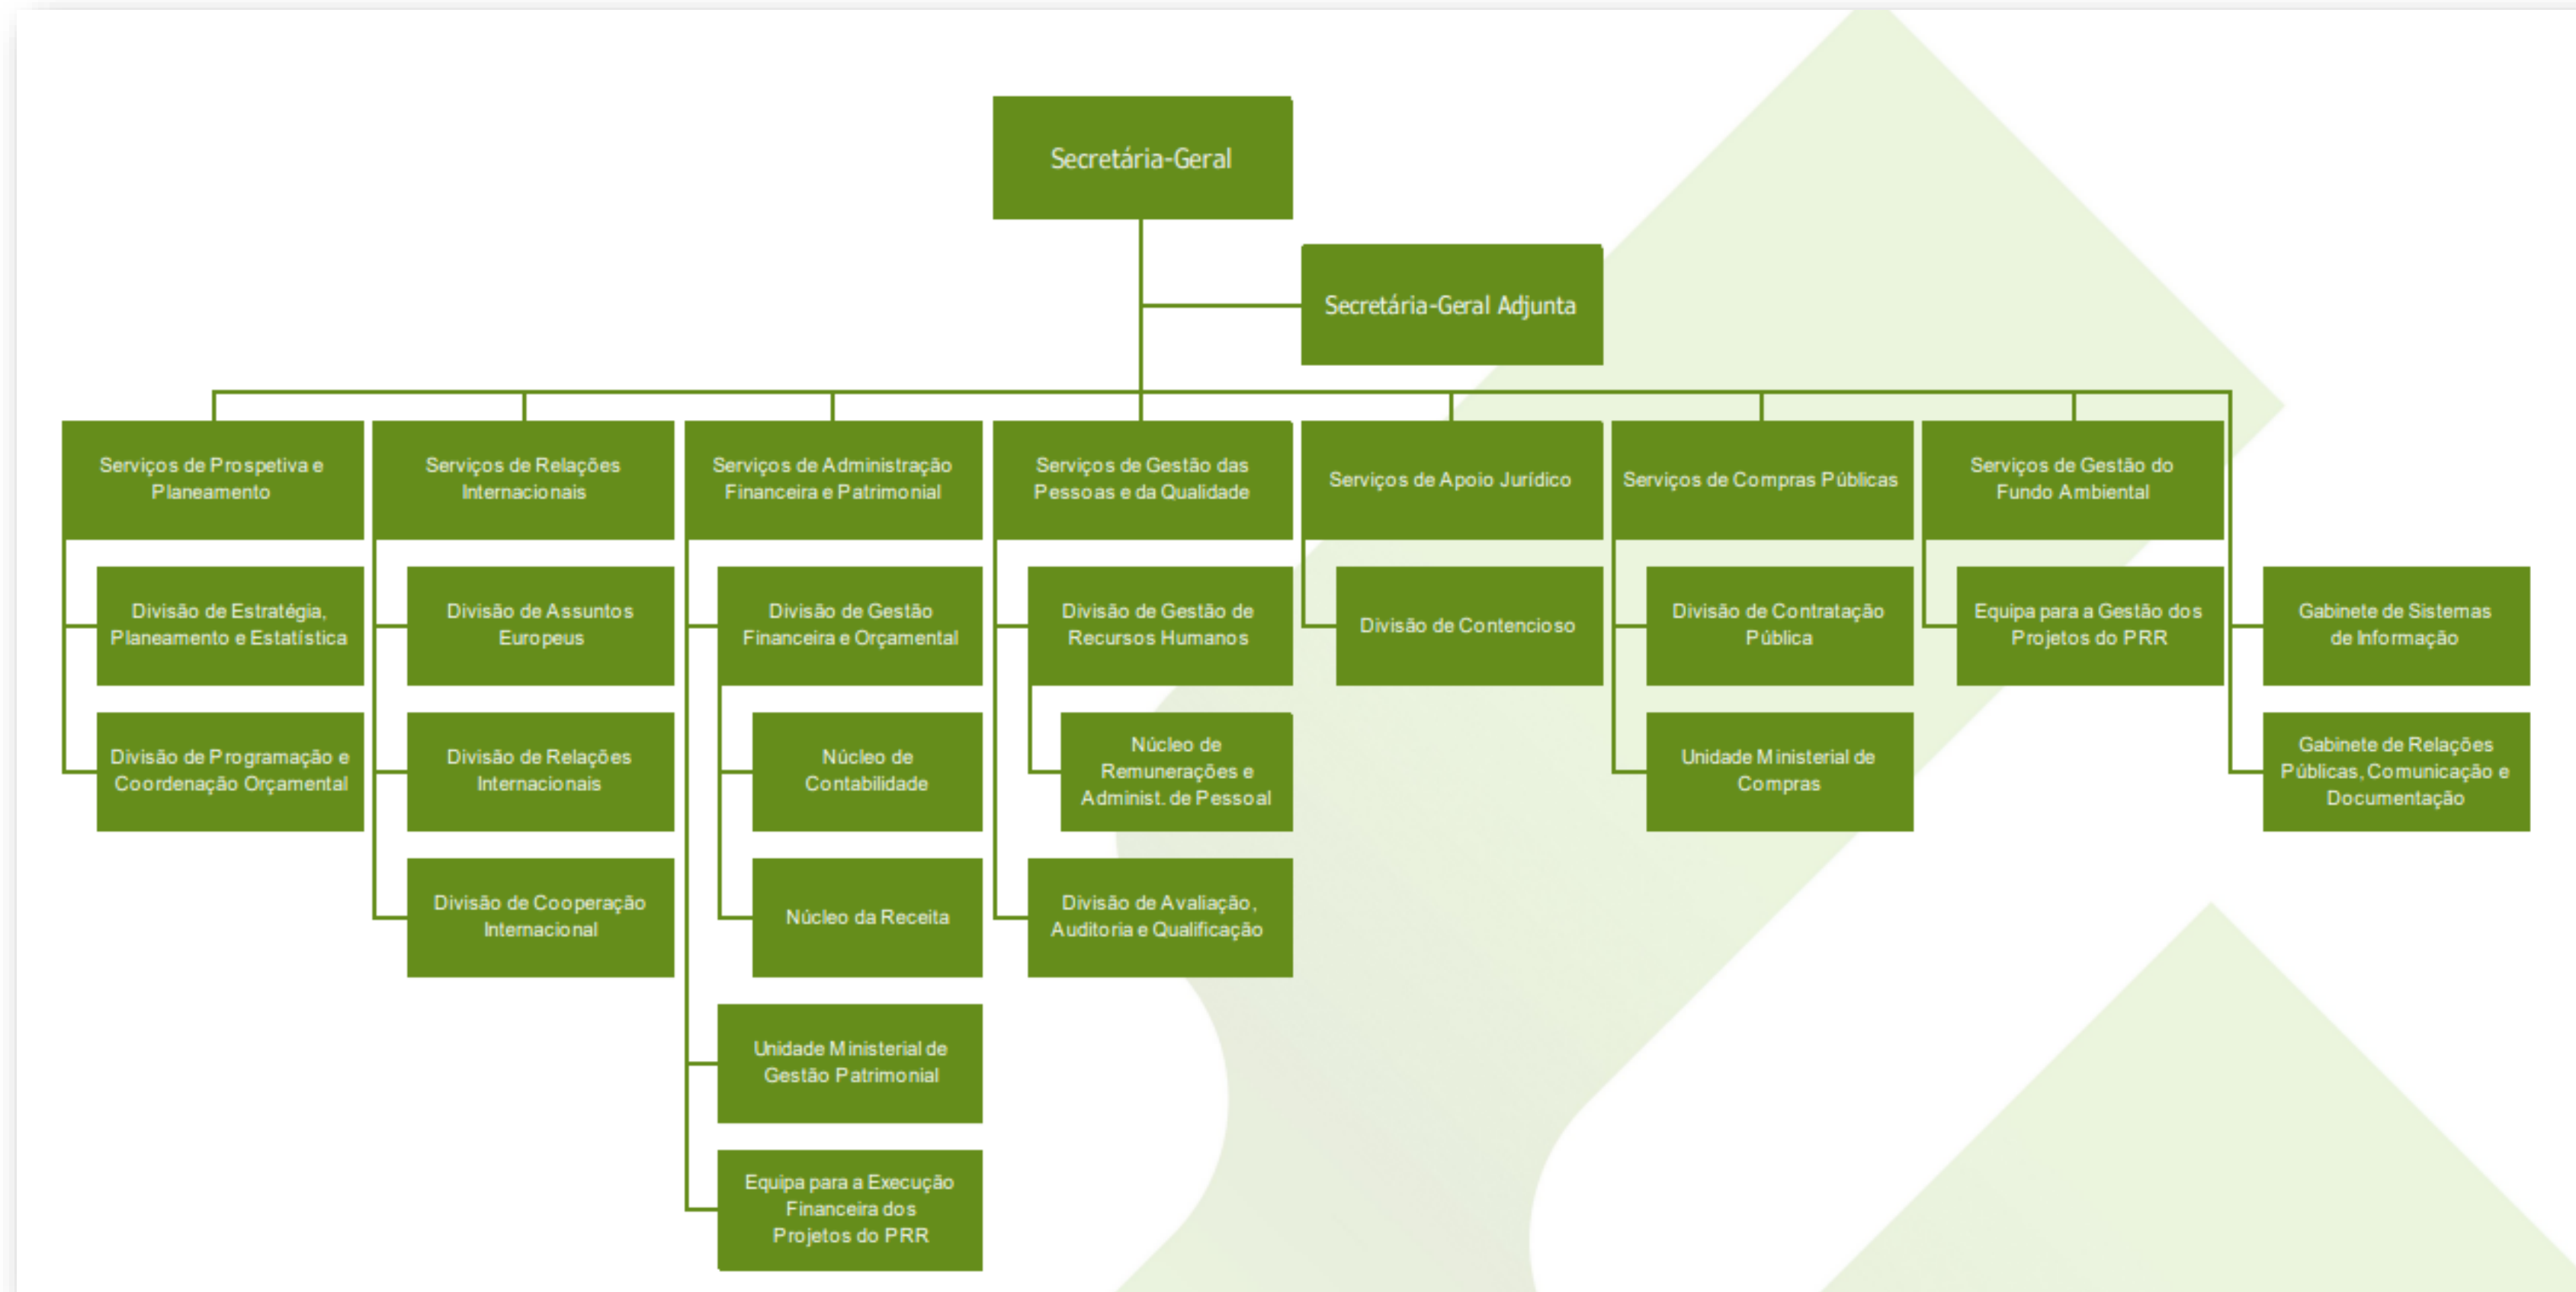 Secretária-Geral
Secretária-Geral Adjunta
Serviços de Prospetiva e
Planeamento
Serviços de Relações
Internacionais
Serviços de Administração
Financeira e Patrimonial
Serviços de Gestão das
Pessoas e da Qualidade
Serviços de Apoio Jurídico
Serviços de Compras Públicas
Serviços de Gestão do
Fundo Ambiental
Divisão de Estratégia,
Planeamento e Estatística
Divisão de Assuntos
Europeus
Divisão de Gestão
Financeira e Orçamental
Divisão de Gestão de
Recursos Humanos
Divisão de Contencioso
Divisão de Contratação
Pública
Equipa para a Gestão dos
Projetos do PRR
Gabinete de Sistemas
de Informação
Divisão de Programação e
Coordenação Orçamental
Divisão de Relações
Internacionais
Núcleo de
Contabilidade
Núcleo de
Remunerações e
Administ. de Pessoal
Unidade Ministerial de
Compras
Gabinete de Relações
Públicas, Comunicação e
Documentação
Divisão de Cooperação
Internacional
Núcleo da Receita
Divisão de Avaliação,
Auditoria e Qualificação
Unidade Ministerial de
Gestão Patrimonial
Equipa para a Execução
Financeira dos
Projetos do PRR